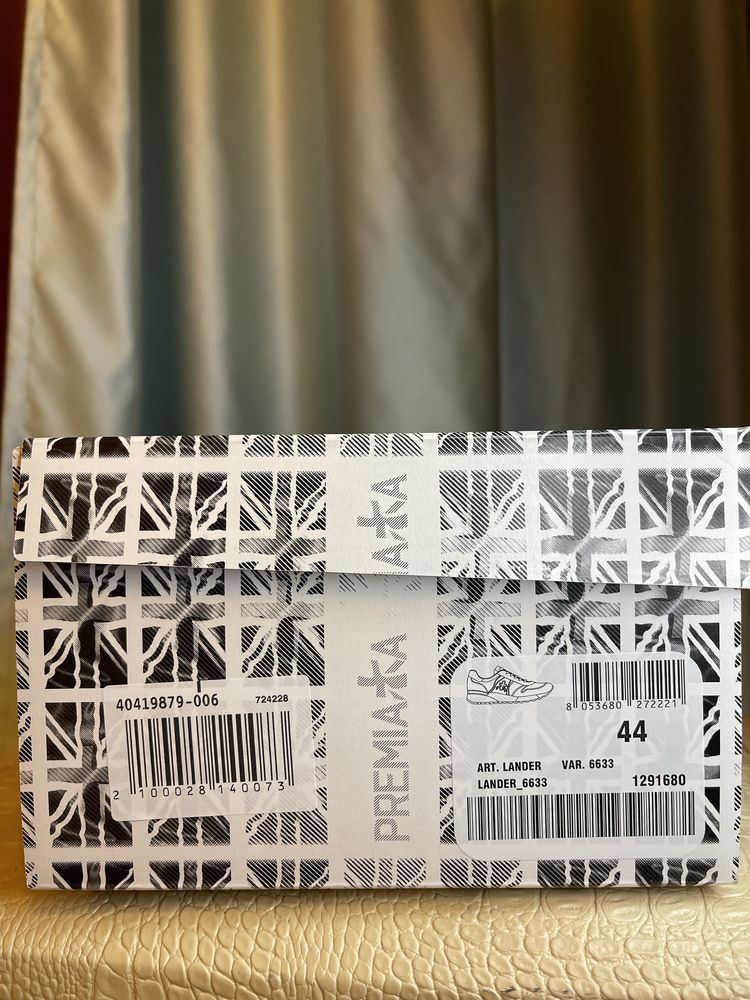 PREMIATA
PREMIATA
40419879-006 724228
2 100028 140073
8 053680 272221
44
ART. LANDER VAR. 6633
LANDER_6633 1291680